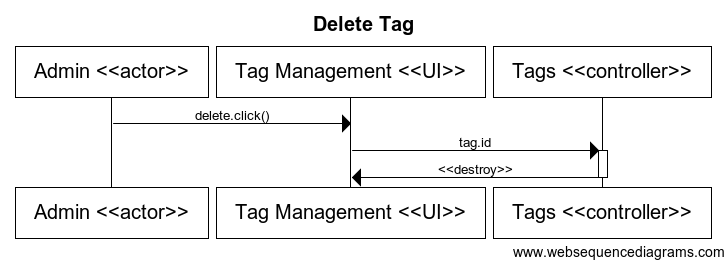 Delete Tag
Admin <<actor>>
Tag Management <<UI>>
Tags <<controller>>
delete.click()
tag.id
<<destroy>>
Admin <<actor>>
Tag Management <<UI>>
Tags <<controller>>
www.websequencediagrams.com